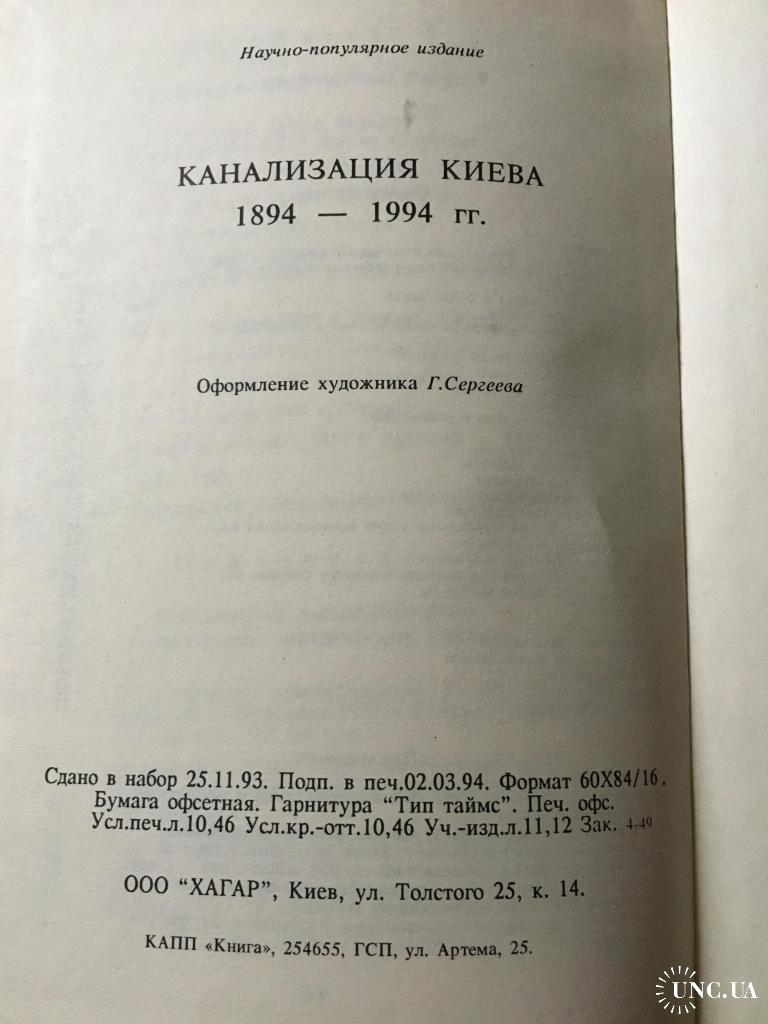 Научно-популярное издание
КАНАЛИЗАЦИЯ КИЕВА
1894 — 1994 гг.
Оформление художника Г.Сергеева
Сдано в набор 25.11.93. Подп. в печ.02.03.94. Формат 60Х84/16.
Бумага офсетная. Гарнитура “Тип таймс”. Печ. офс.
Усл.печ.л.10,46 Усл.кр.-отт.10,46 Уч.-изд.л.11,12 Зак. 4-49
ООО “ХАГАР”, Киев, ул. Толстого 25, к. 14.
КАПП «Книга», 254655, ГСП, ул. Артема, 25.
UNC.UA